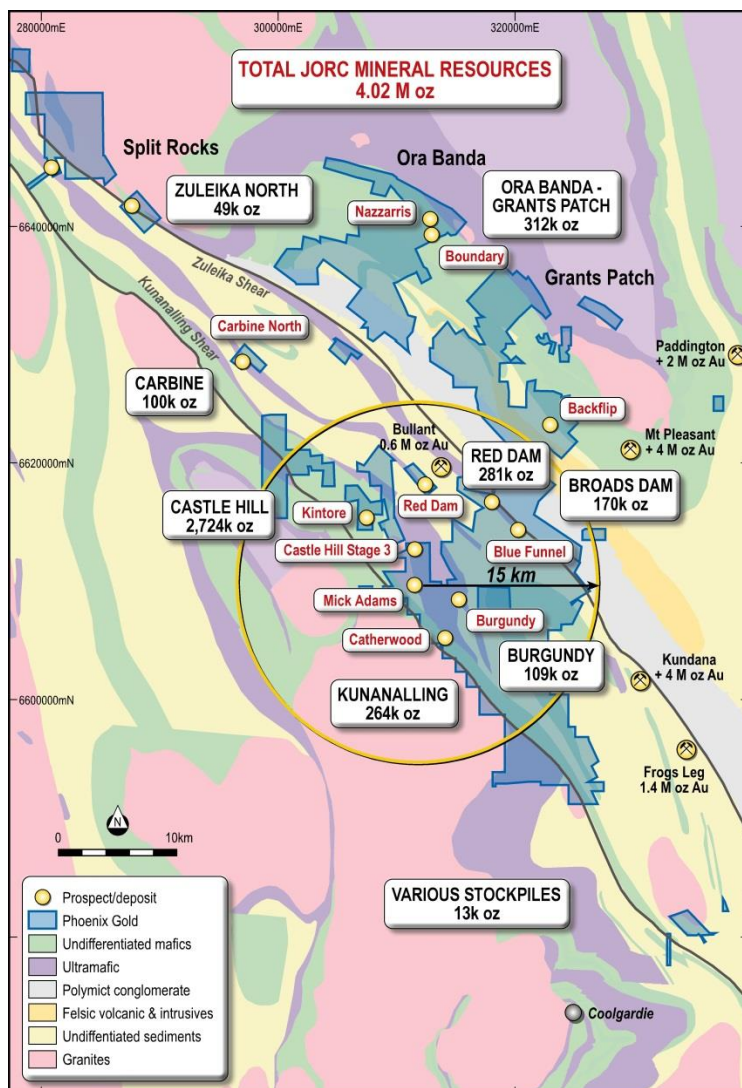 280000mE
300000mE
320000mE
TOTAL JORC MINERAL RESOURCES
4.02 M oz
Split Rocks
Ora Banda
ZULEIKA NORTH
49k oz
ORA BANDA -
GRANTS PATCH
312k oz
Nazzarris
6640000mN
Boundary
Zuleika Shear
Grants Patch
Kunanalling Shear
Carbine North
Paddington
+ 2 M oz Au
CARBINE
100k oz
Backflip
Bullant
0.6 M oz Au
Mt Pleasant
+ 4 M oz Au
6620000mN
RED DAM
281k oz
BROADS DAM
170k oz
CASTLE HILL
2,724k oz
Red Dam
Kintore
Castle Hill Stage 3
Blue Funnel
15 km
Mick Adams
Burgundy
Catherwood
BURGUNDY
109k oz
Kundana
+ 4 M oz Au
KUNANALLING
264k oz
6600000mN
Frogs Leg
1.4 M oz Au
N
0
10km
VARIOUS STOCKPILES
13k oz
Prospect/deposit
Phoenix Gold
Undifferentiated mafics
Ultramafic
Polymict conglomerate
Felsic volcanic & intrusives
Undiffentiated sediments
Granites
Coolgardie